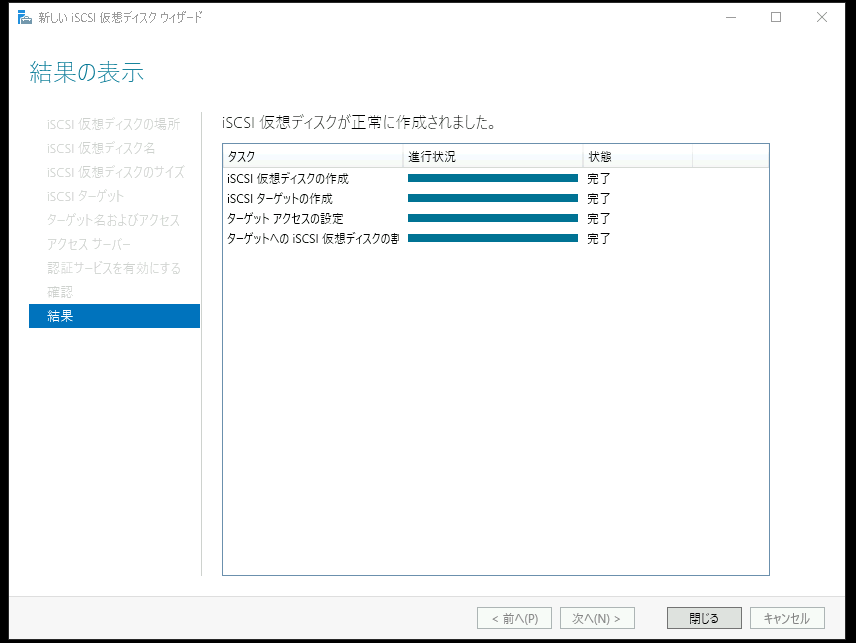 新しい iSCSI 仮想ディスク ウィザード
結果の表示
iSCSI 仮想ディスクの場所
iSCSI 仮想ディスク名
iSCSI 仮想ディスクのサイズ
iSCSI ターゲット
ターゲット名およびアクセス
アクセス サーバー
認証サービスを有効にする
確認
結果
iSCSI 仮想ディスクが正常に作成されました。
タスク 進行状況 状態
iSCSI 仮想ディスクの作成 完了
iSCSI ターゲットの作成 完了
ターゲット アクセスの設定 完了
ターゲットへの iSCSI 仮想ディスクの割 完了
< 前へ(P) 次へ(N) > 閉じる キャンセル